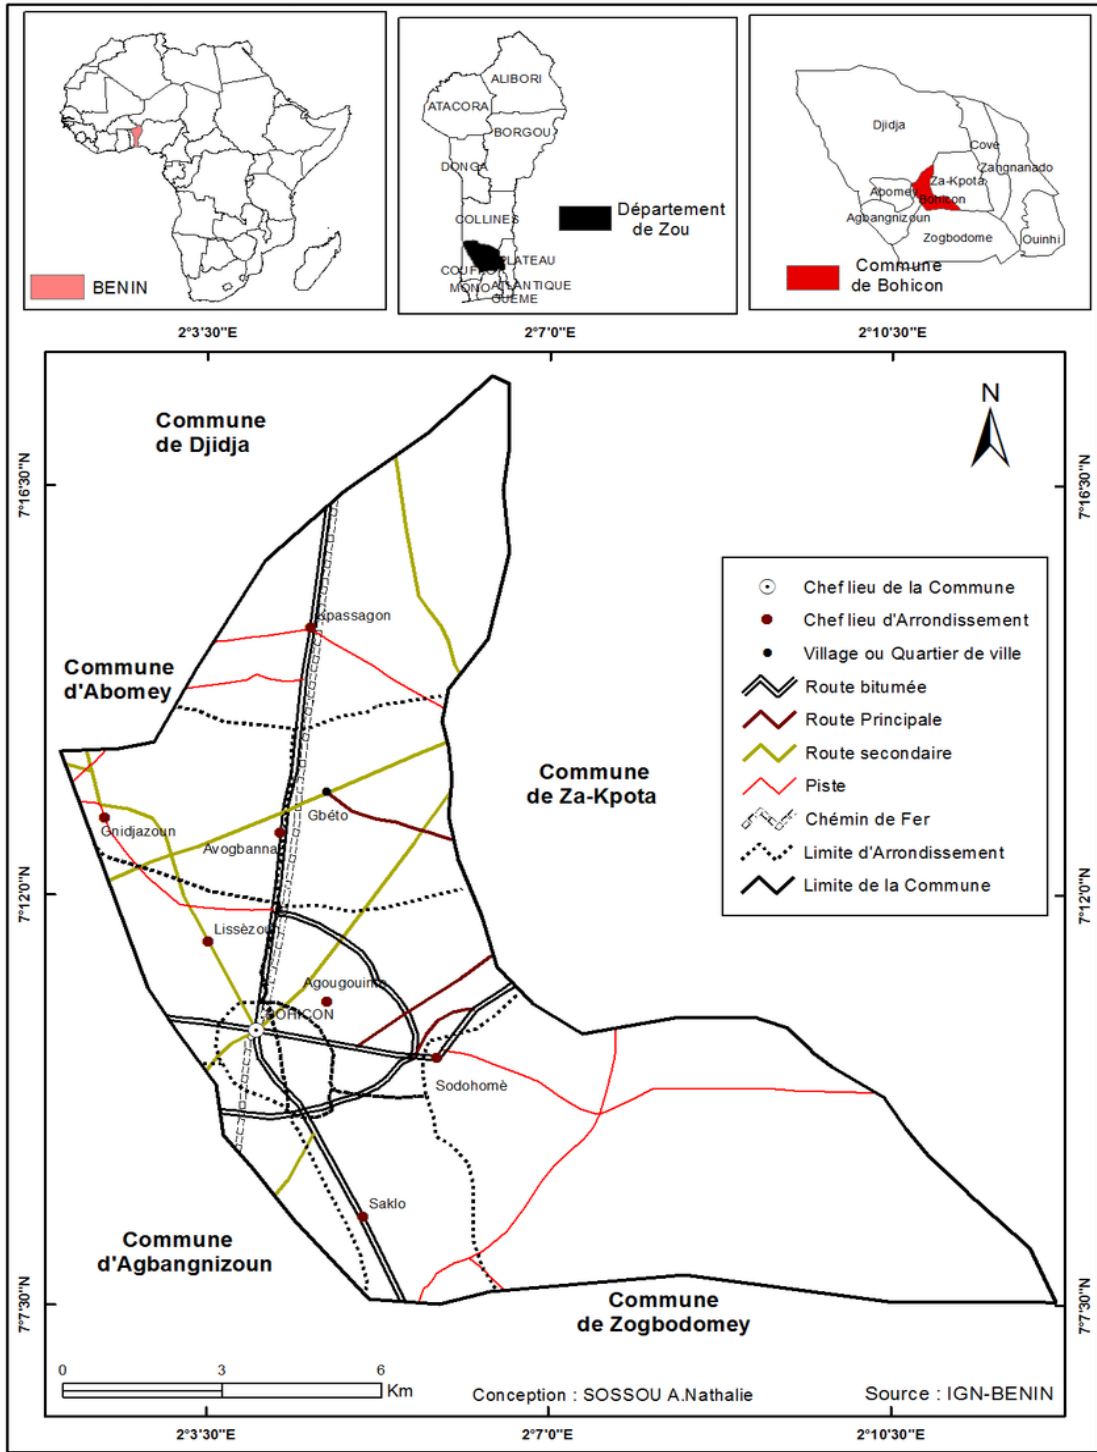 ALIBORI
ATACORA
BORGOU
DONGA
COLLINES
PLATEAU
COUFFO
MONO
ATLANTIQUE
OUEME
BENIN
Département
de Zou
Djidja
Cové
Zangnanado
Za-Kpota
Abomey
Bohicon
Agbangnizoun
Zogbodome
Ouinhi
Commune
de Bohicon
2°3'30"E
2°7'0"E
2°10'30"E
Commune
de Djidja
N
7°16'30"N
7°16'30"N
Chef lieu de la Commune
Chef lieu d'Arrondissement
Village ou Quartier de ville
Route bitumée
Route Principale
Route secondaire
Piste
Chémin de Fer
Limite d'Arrondissement
Limite de la Commune
Kpassagon
Commune
d'Abomey
Commune
de Za-Kpota
Gbéto
Gnidjazoun
Avogbanna
7°12'0"N
7°12'0"N
Lissèzoun
BOHICON
Sodohomè
Saklo
Commune
d'Agbangnizoun
7°7'30"N
7°7'30"N
Commune
de Zogbodomey
0 3 6
Km
Conception : SOSSOU A.Nathalie
Source : IGN-BENIN
2°3'30"E
2°7'0"E
2°10'30"E